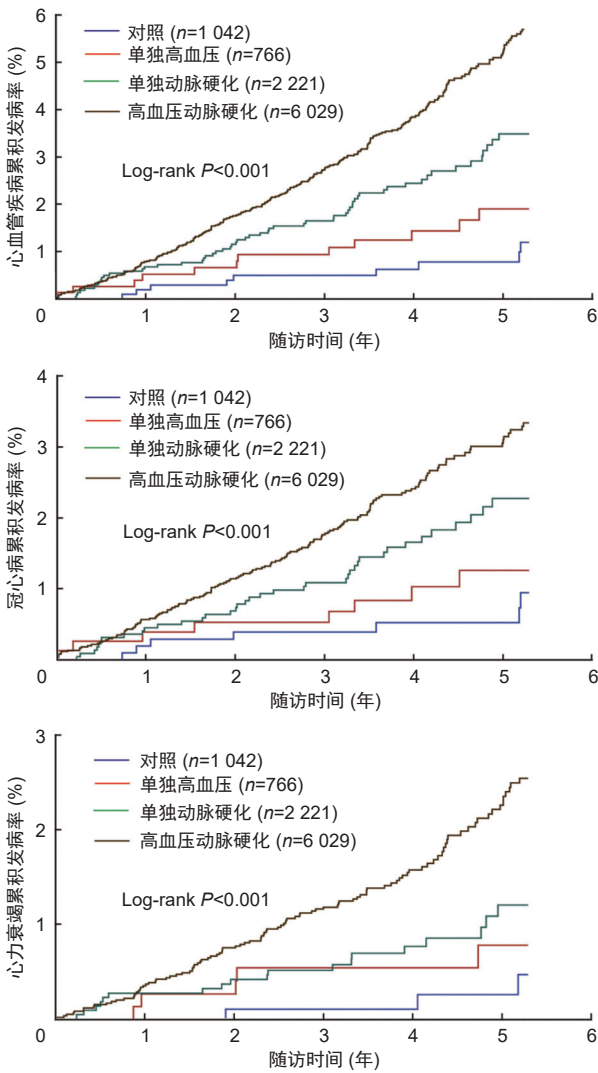 心血管疾病累积发病率 (%)
6
5
4
3
2
1
0
对照 (n=1 042)
单独高血压 (n=766)
单独动脉硬化 (n=2 221)
高血压动脉硬化 (n=6 029)
Log-rank P<0.001
1 2 3 4 5 6
随访时间 (年)
冠心病累积发病率 (%)
4
3
2
1
0
对照 (n=1 042)
单独高血压 (n=766)
单独动脉硬化 (n=2 221)
高血压动脉硬化 (n=6 029)
Log-rank P<0.001
1 2 3 4 5 6
随访时间 (年)
心力衰竭累积发病率 (%)
3
2
1
0
对照 (n=1 042)
单独高血压 (n=766)
单独动脉硬化 (n=2 221)
高血压动脉硬化 (n=6 029)
Log-rank P<0.001
1 2 3 4 5 6
随访时间 (年)